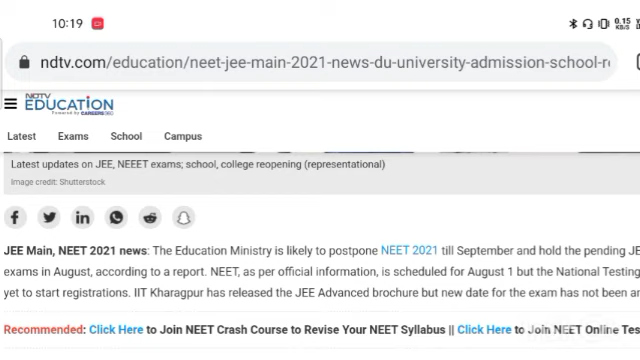 10:19
0.15
KB/S
ndtv.com/education/neet-jee-main-2021-news-du-university-admission-school-r
NDTV
EDUCATION
Powered by CAREERS360
Latest Exams School Campus
Latest updates on JEE, NEEET exams; school, college reopening (representational)
Image credit: Shutterstock
JEE Main, NEET 2021 news: The Education Ministry is likely to postpone NEET 2021 till September and hold the pending JE
exams in August, according to a report. NEET, as per official information, is scheduled for August 1 but the National Testing
yet to start registrations. IIT Kharagpur has released the JEE Advanced brochure but new date for the exam has not been an
Recommended: Click Here to Join NEET Crash Course to Revise Your NEET Syllabus || Click Here to Join NEET Online Tes